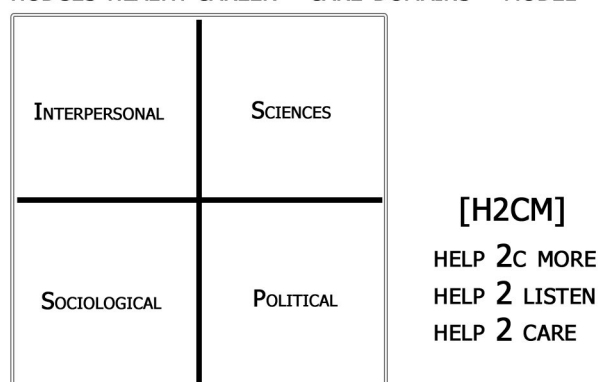 Interpersonal
Sciences
Sociological
Political
[H2CM]
help 2c more
help 2 listen
help 2 care